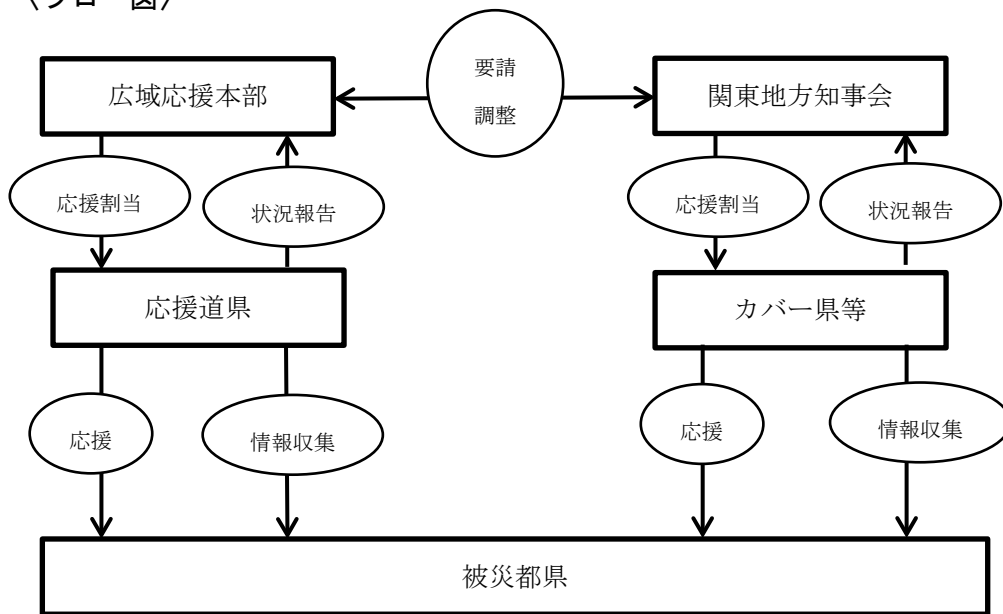 〈フロー図〉
要請
調整
広域応援本部
関東地方知事会
応援割当
状況報告
応援割当
状況報告
応援道県
カバー県等
応援
情報収集
応援
情報収集
被災都県